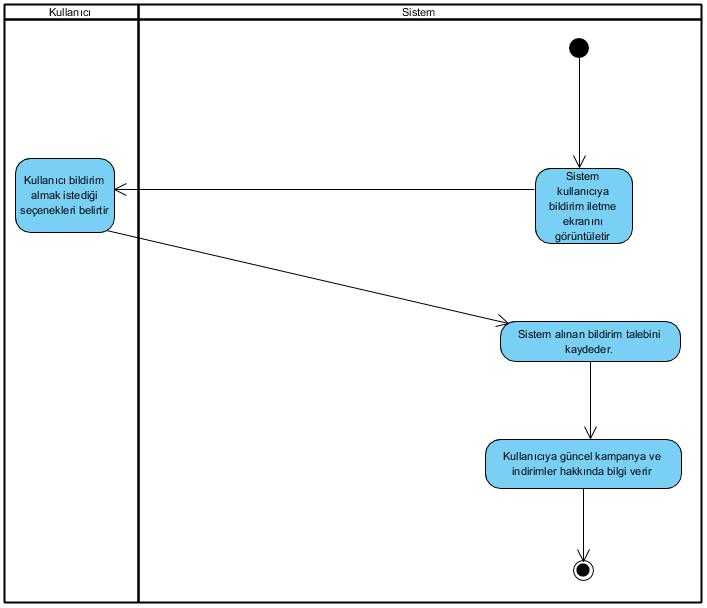 Kullanıcı
Sistem
Sistem
kullanıcıya
bildirim iletme
ekranını
görüntületir
Kullanıcı bildirim
almak istediği
seçenekleri belirtir
Sistem alınan bildirim talebini
kaydeder.
Kullanıcıya güncel kampanya ve
indirimler hakkında bilgi verir